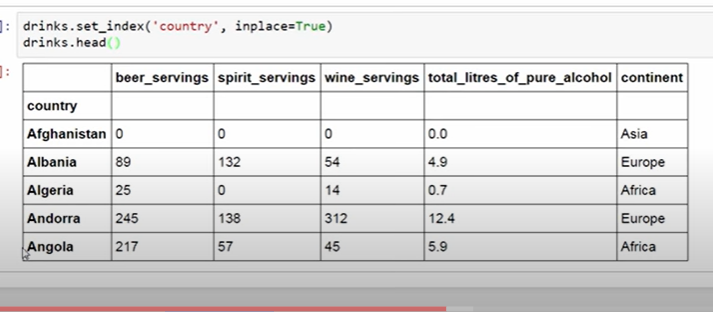 ]: drinks.set_index('country', inplace=True)
drinks.head()
]:
beer_servings spirit_servings wine_servings total_litres_of_pure_alcohol continent
country
Afghanistan 0 0 0 0.0 Asia
Albania 89 132 54 4.9 Europe
Algeria 25 0 14 0.7 Africa
Andorra 245 138 312 12.4 Europe
Angola 217 57 45 5.9 Africa